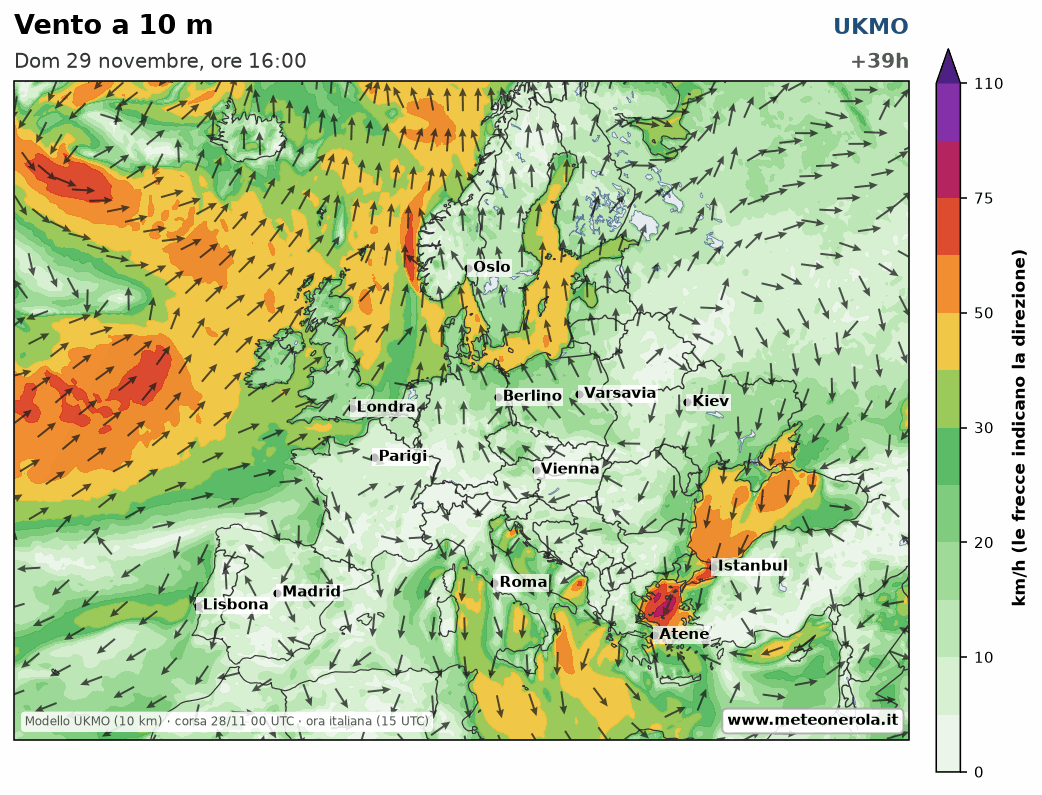 Vento a 10 m
UKMO
Dom 29 novembre, ore 16:00
+39h
110
75
50
30
20
10
0
km/h (le frecce indicano la direzione)
Oslo
Londra
Berlino
Varsavia
Kiev
Parigi
Vienna
Istanbul
Roma
Madrid
Lisbona
Atene
Modello UKMO (10 km) · corsa 28/11 00 UTC · ora italiana (15 UTC)
www.meteonerola.it